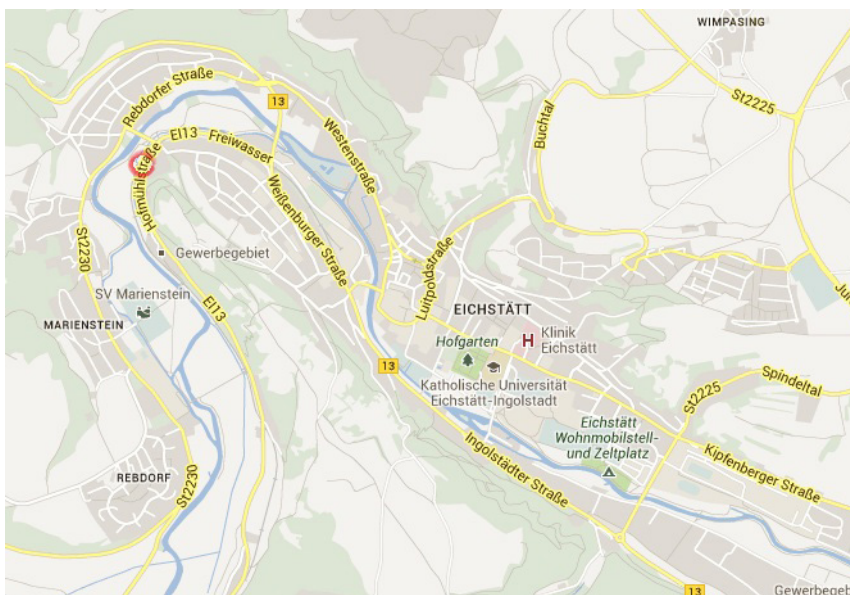 WIMPASING
St2225
Rebdorfer Straße
13
Buchtal
EI13
Freiwasser
Westenstraße
Hofmühlstraße
Weißenburger Straße
St2230
Gewerbegebiet
Luitpoldstraße
SV Marienstein
EI13
MARIENSTEIN
EICHSTÄTT
Hofgarten
H
Klinik
Eichstätt
13
Katholische Universität
Eichstätt-Ingolstadt
St2225
Spindeltal
Eichstätt
Wohnmobilstell-
und Zeltplatz
Ingolstädter Straße
Kipfenberger Straße
REBDORF
St2230
13
Gewerbegebiet